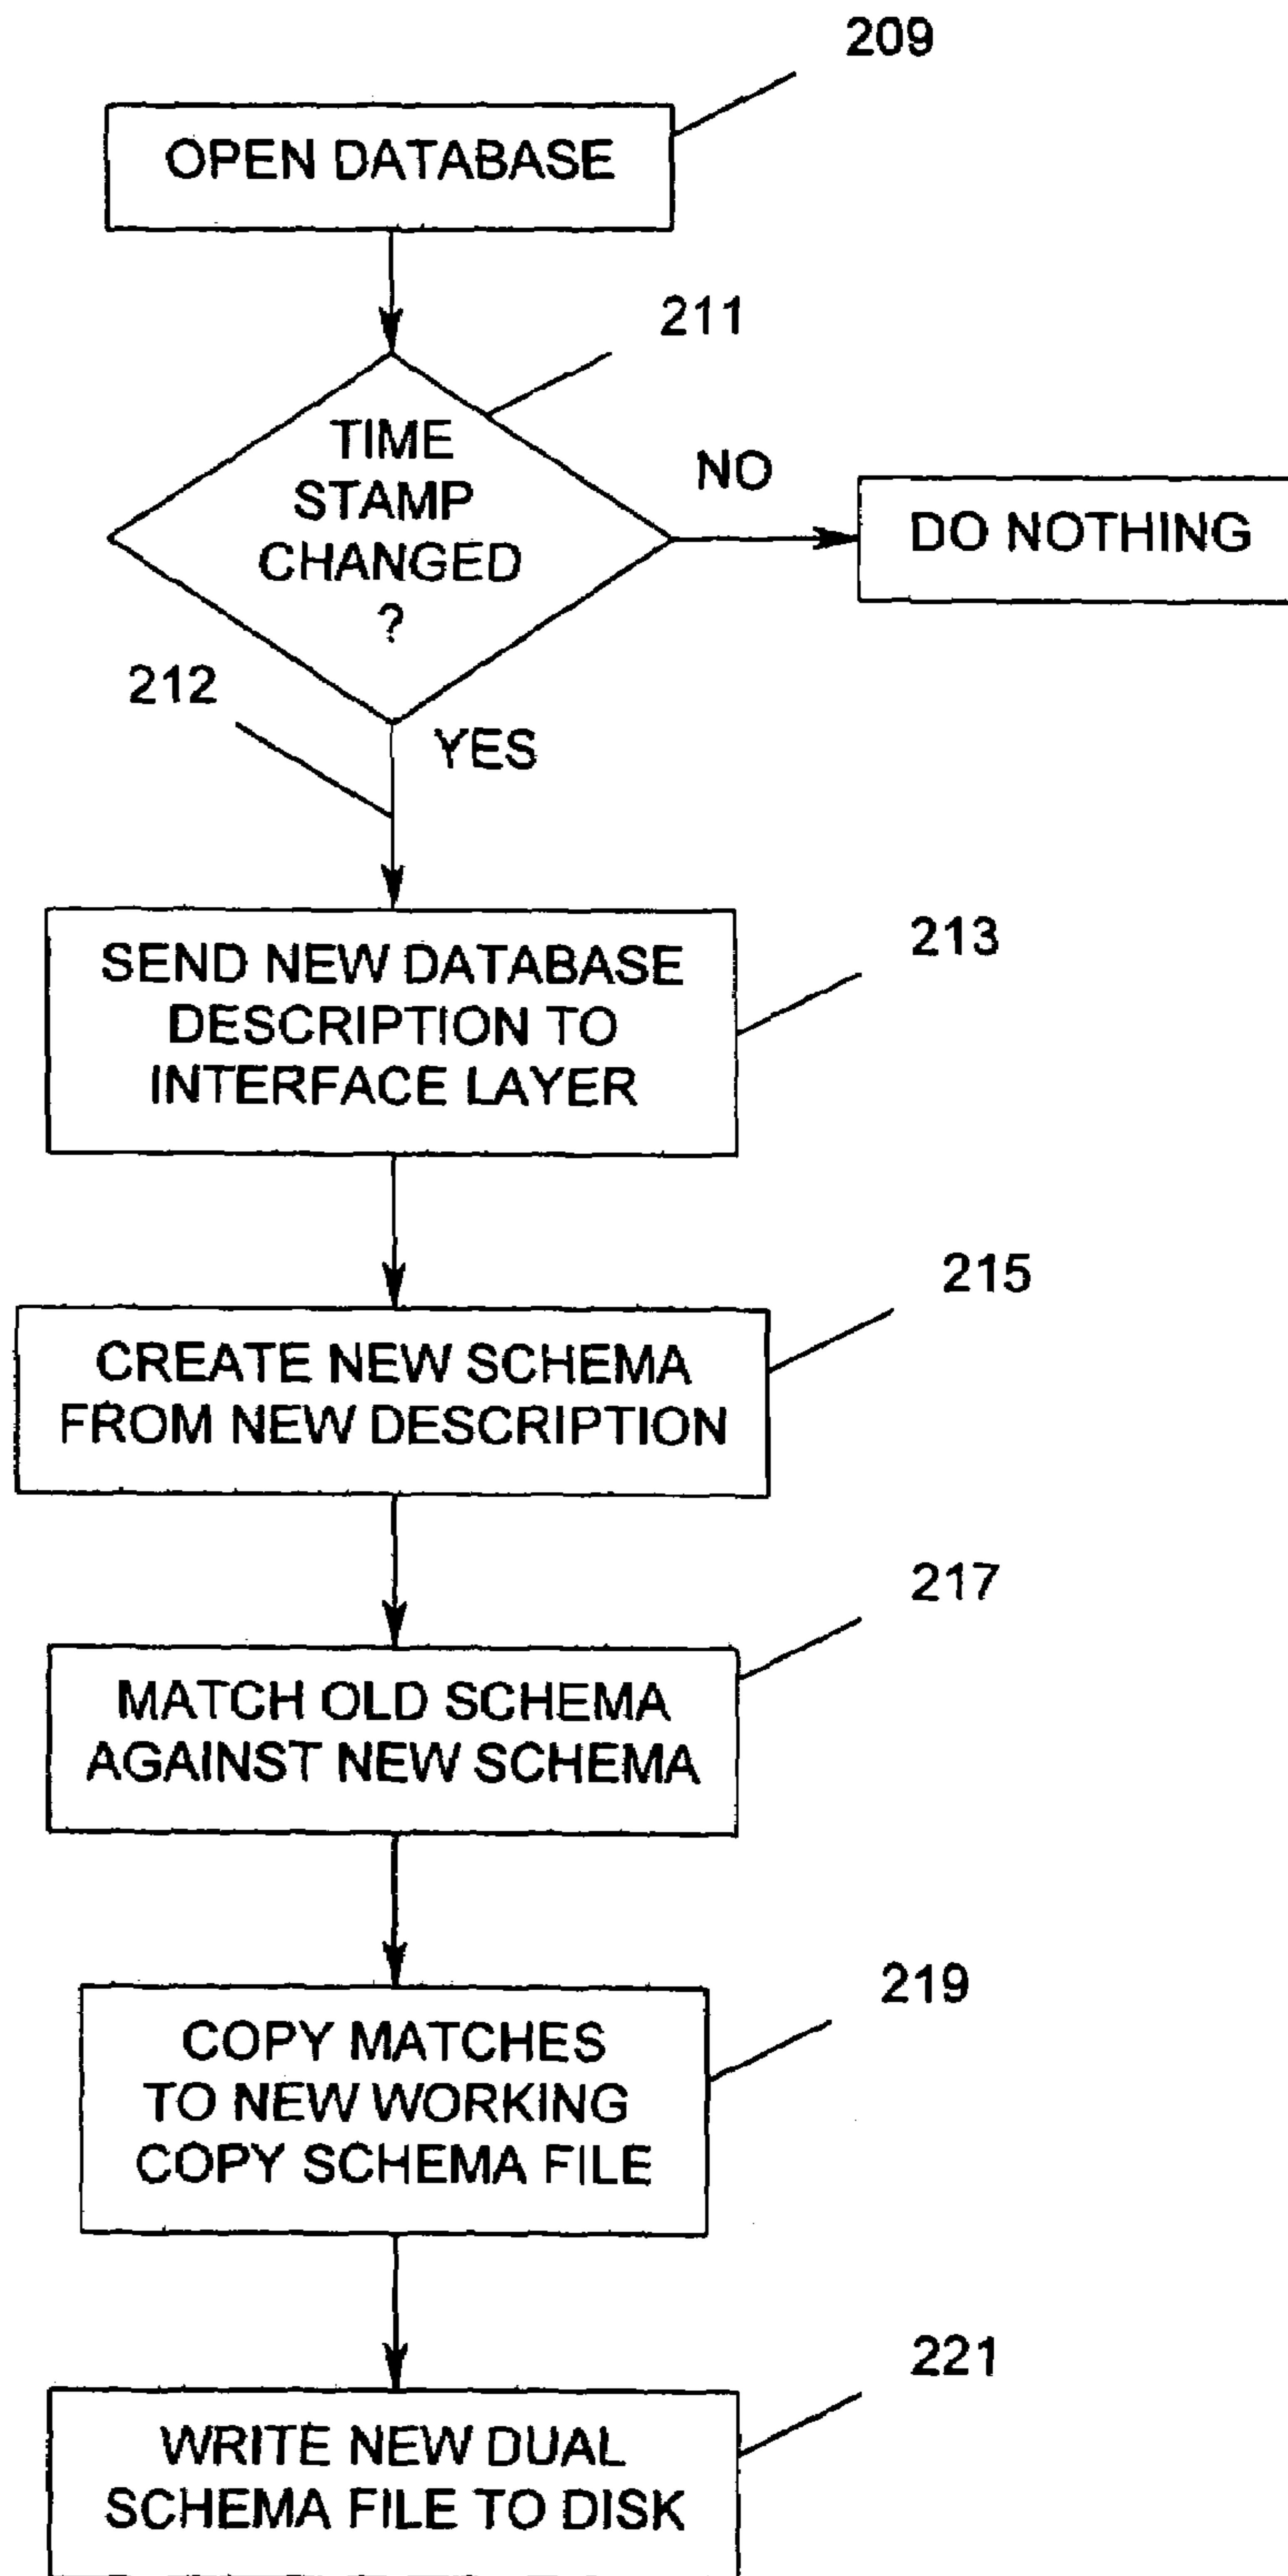 209
OPEN DATABASE
211
TIME
STAMP
CHANGED
?
NO
DO NOTHING
212
YES
213
SEND NEW DATABASE
DESCRIPTION TO
INTERFACE LAYER
215
CREATE NEW SCHEMA
FROM NEW DESCRIPTION
217
MATCH OLD SCHEMA
AGAINST NEW SCHEMA
219
COPY MATCHES
TO NEW WORKING
COPY SCHEMA FILE
221
WRITE NEW DUAL
SCHEMA FILE TO DISK